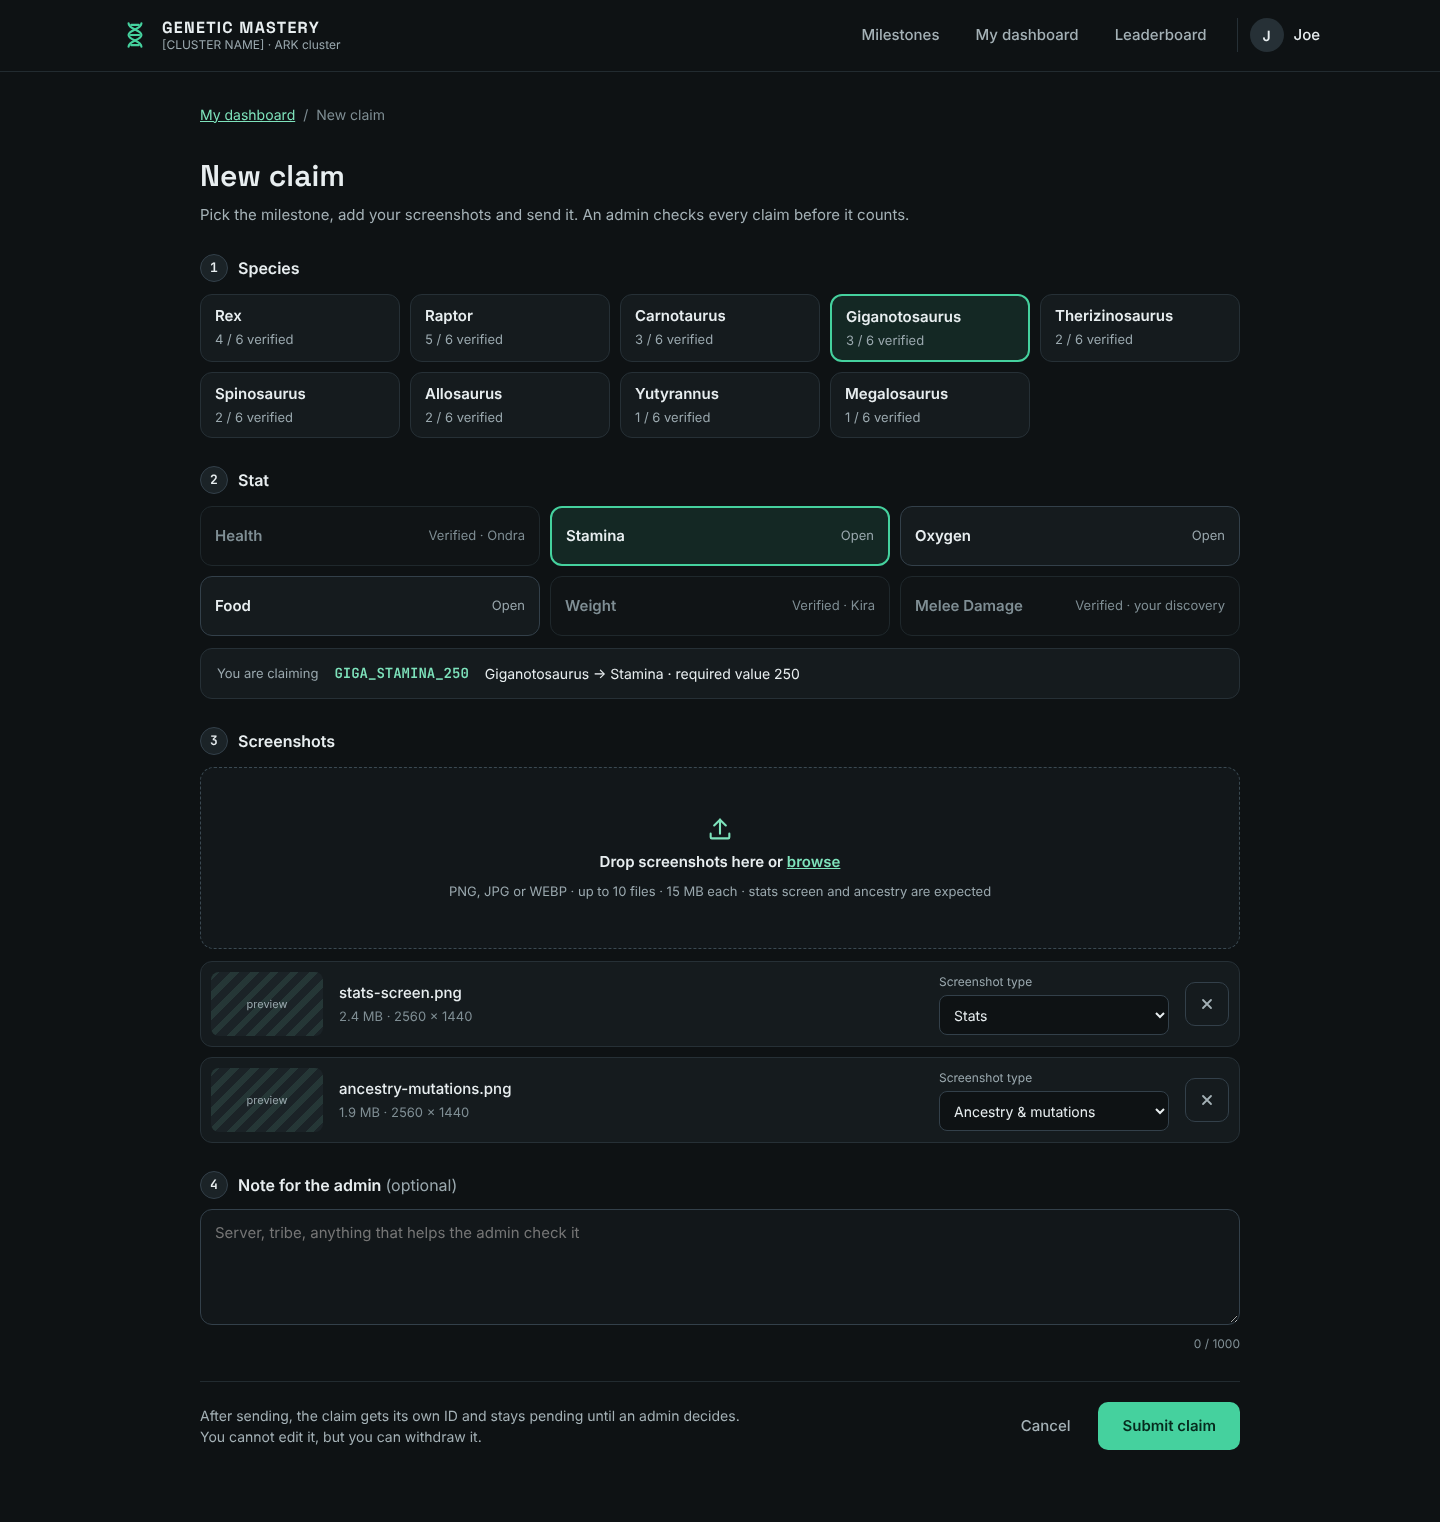 GENETIC MASTERY
[CLUSTER NAME] · ARK cluster
Milestones
My dashboard
Leaderboard
J
Joe
My dashboard / New claim
New claim
Pick the milestone, add your screenshots and send it. An admin checks every claim before it counts.
1 Species
Rex
4 / 6 verified
Raptor
5 / 6 verified
Carnotaurus
3 / 6 verified
Giganotosaurus
3 / 6 verified
Therizinosaurus
2 / 6 verified
Spinosaurus
2 / 6 verified
Allosaurus
2 / 6 verified
Yutyrannus
1 / 6 verified
Megalosaurus
1 / 6 verified
2 Stat
Health Verified · Ondra
Stamina Open
Oxygen Open
Food Open
Weight Verified · Kira
Melee Damage Verified · your discovery
You are claiming GIGA_STAMINA_250 Giganotosaurus → Stamina · required value 250
3 Screenshots
Drop screenshots here or browse
PNG, JPG or WEBP · up to 10 files · 15 MB each · stats screen and ancestry are expected
preview
stats-screen.png
2.4 MB · 2560 × 1440
Screenshot type
Stats
preview
ancestry-mutations.png
1.9 MB · 2560 × 1440
Screenshot type
Ancestry & mutations
4 Note for the admin (optional)
Server, tribe, anything that helps the admin check it
0 / 1000
After sending, the claim gets its own ID and stays pending until an admin decides.
You cannot edit it, but you can withdraw it.
Cancel
Submit claim